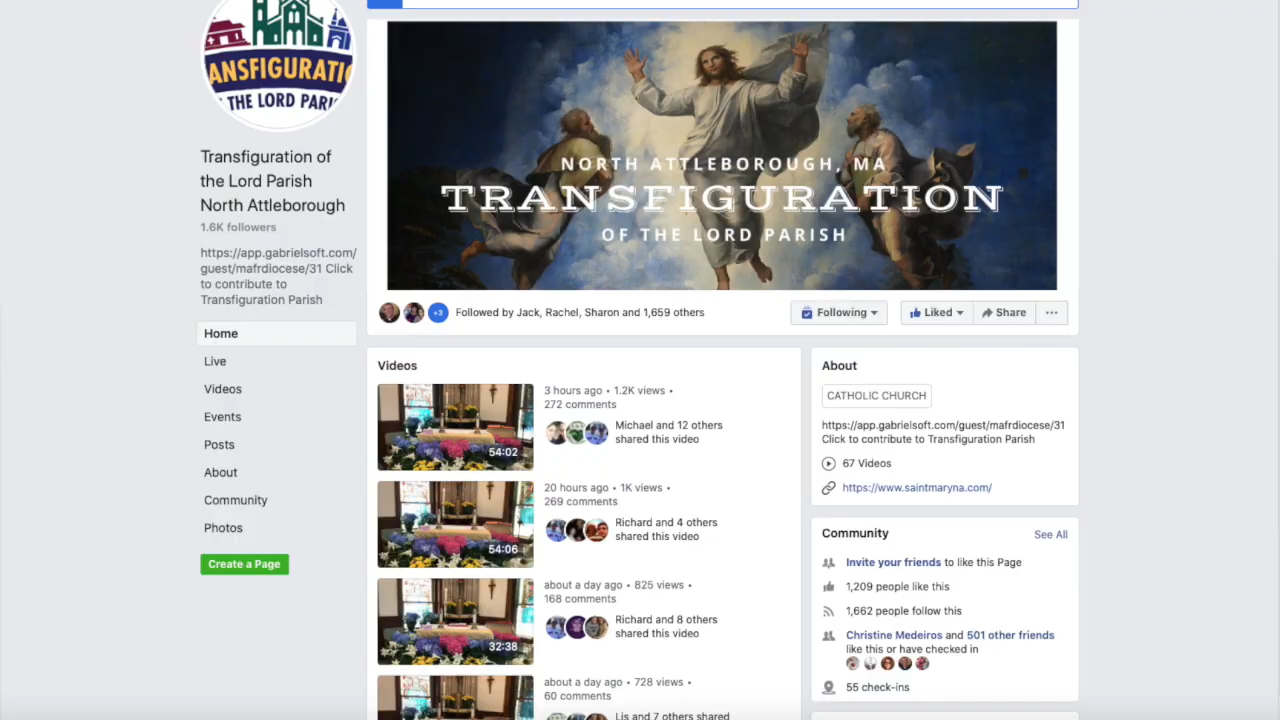 ANSFIGURATI
THE LORD PARI
Transfiguration of
the Lord Parish
North Attleborough
1.6K followers
https://app.gabrielsoft.com/
guest/mafrdiocese/31 Click
to contribute to
Transfiguration Parish
Home
Live
Videos
Events
Posts
About
Community
Photos
Create a Page
NORTH ATTLEBOROUGH, MA
TRANSFIGURATION
OF THE LORD PARISH
+3
Followed by Jack, Rachel, Sharon and 1,659 others
Following
Liked
Share
Videos
54:02
3 hours ago • 1.2K views •
272 comments
Michael and 12 others
shared this video
54:06
20 hours ago • 1K views •
269 comments
Richard and 4 others
shared this video
32:38
about a day ago • 825 views •
168 comments
Richard and 8 others
shared this video
about a day ago • 728 views •
60 comments
Lis and 7 others shared
About
CATHOLIC CHURCH
https://app.gabrielsoft.com/guest/mafrdiocese/31
Click to contribute to Transfiguration Parish
67 Videos
https://www.saintmaryna.com/
Community
See All
Invite your friends to like this Page
1,209 people like this
1,662 people follow this
Christine Medeiros and 501 other friends
like this or have checked in
55 check-ins